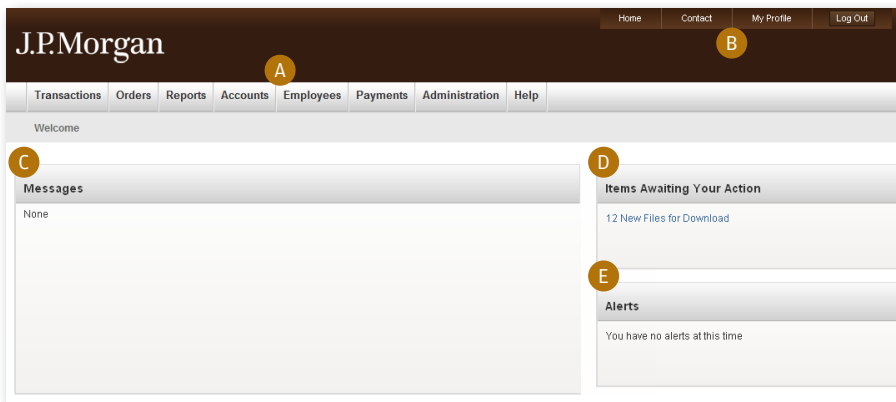 Home Contact My Profile Log Out
B
J.P.Morgan
A
Transactions Orders Reports Accounts Employees Payments Administration Help
Welcome
C
Messages
None
D
Items Awaiting Your Action
12 New Files for Download
E
Alerts
You have no alerts at this time